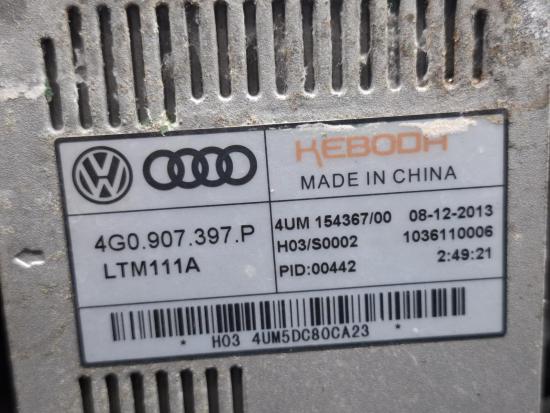 KEBODA
MADE IN CHINA
4G0.907.397.P
LTM111A
4UM 154367/00 08-12-2013
H03/S0002 1036110006
PID:00442 2:49:21
* H03 4UM5DC80CA23 *